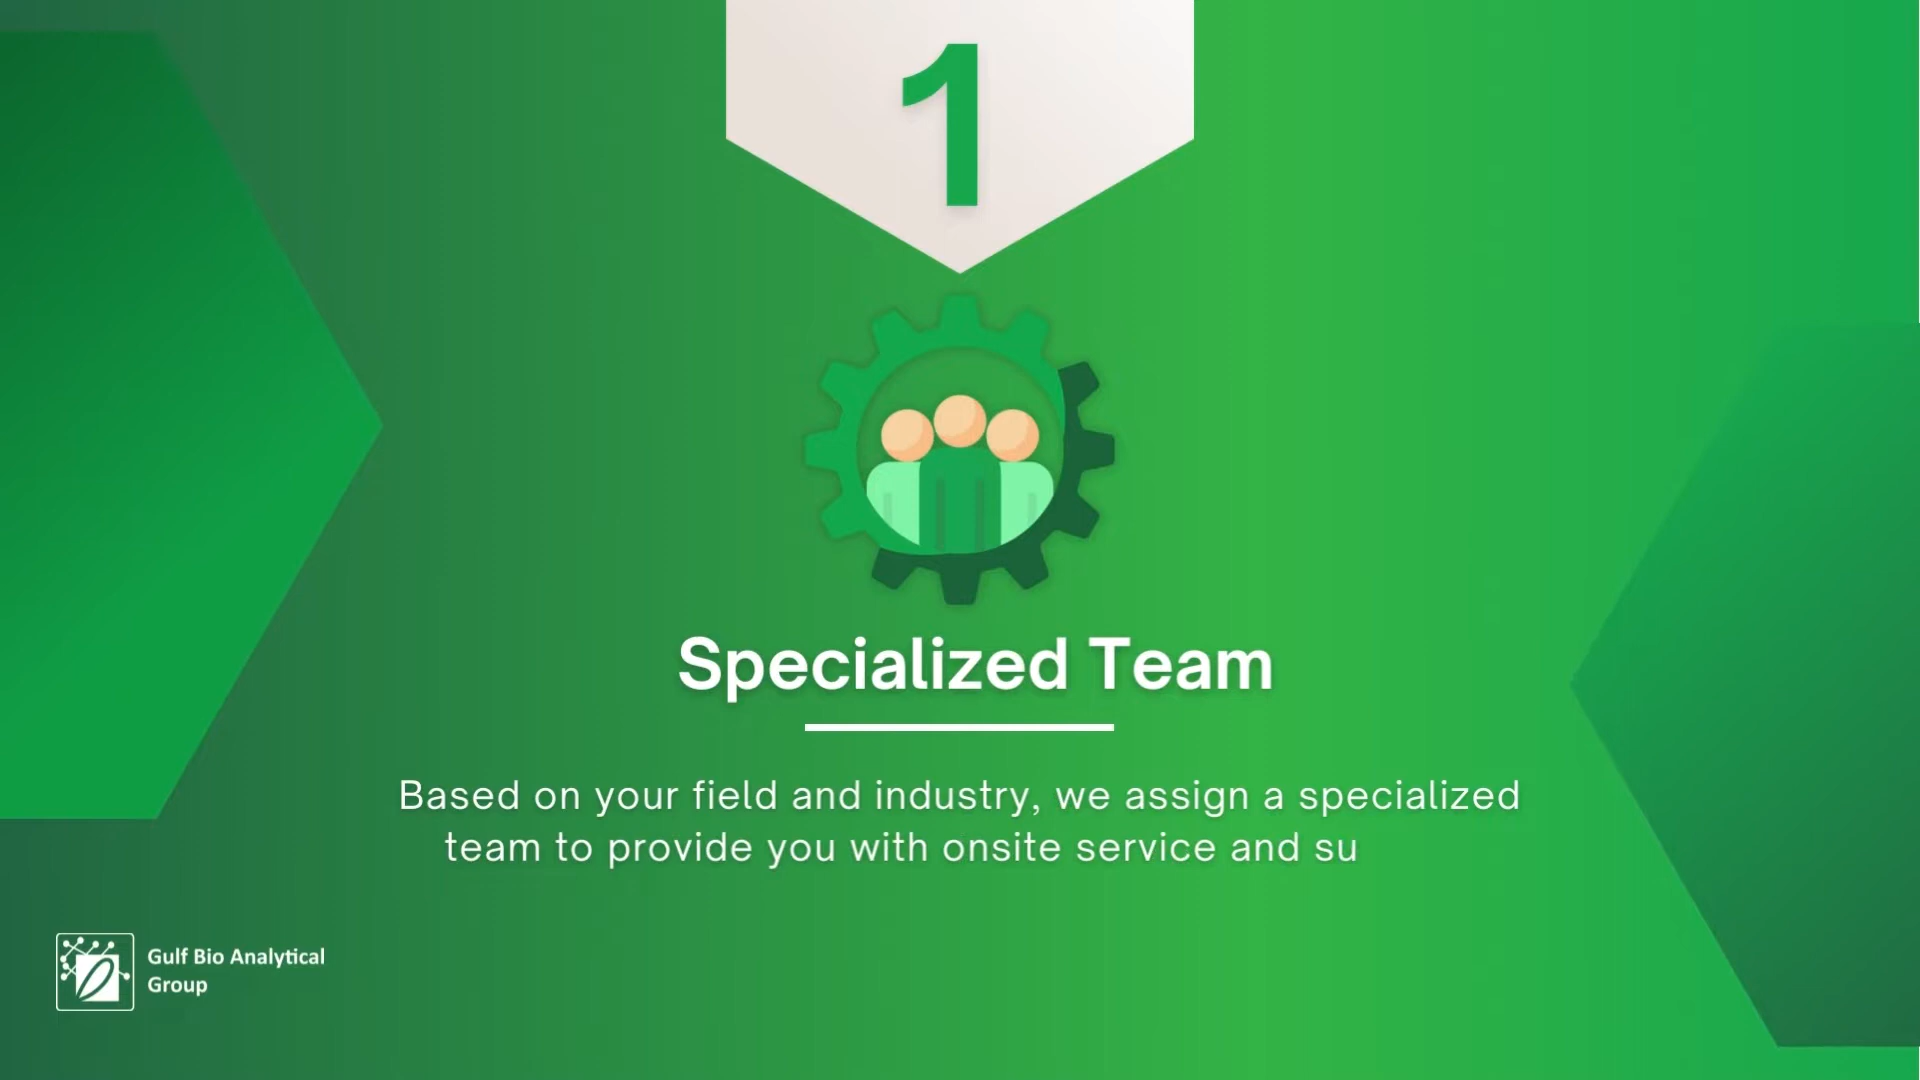 1
Specialized Team
Based on your field and industry, we assign a specialized
team to provide you with onsite service and su
Gulf Bio Analytical
Group